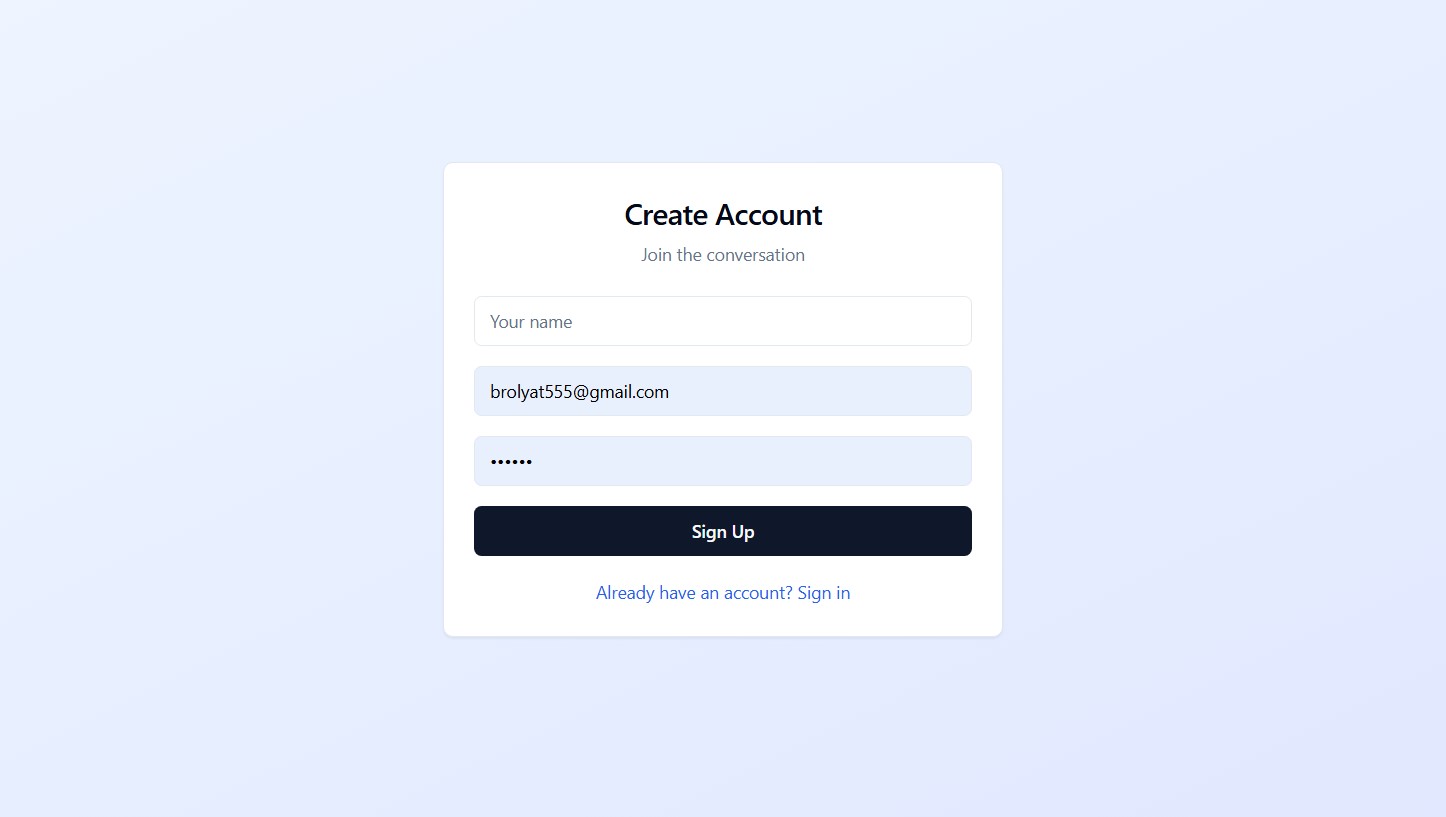 Create Account
Join the conversation
Your name
brolyat555@gmail.com
••••••
Sign Up
Already have an account? Sign in